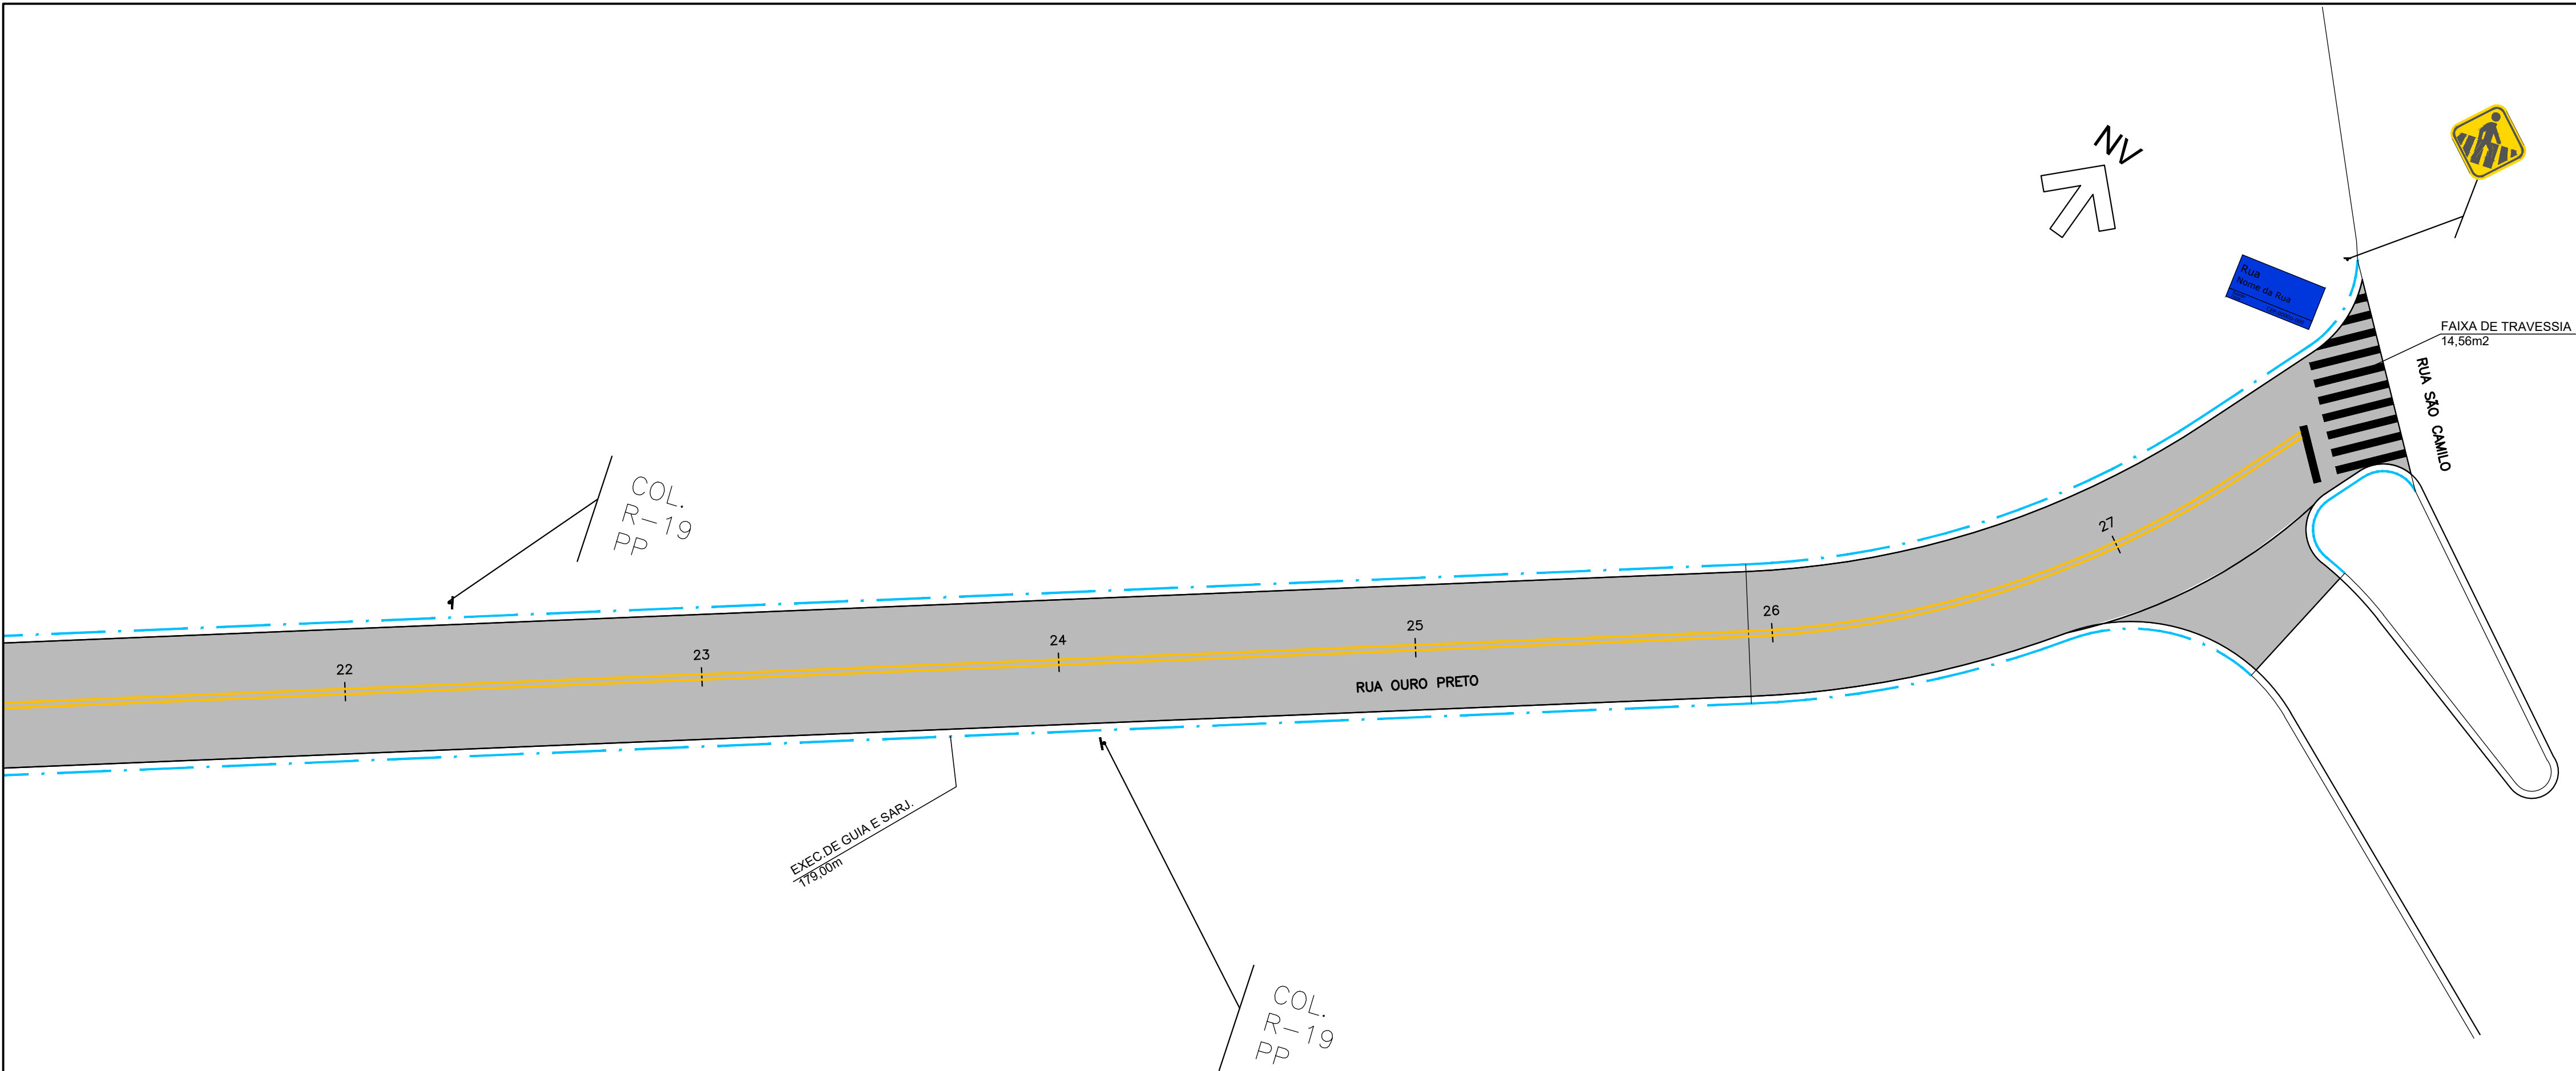 NV
Rua
Nome da Rua
FAIXA DE TRAVESSIA
14,56m2
RUA SÃO CAMILO
COL.
R-19
PP
27
26
25
24
23
22
RUA OURO PRETO
EXEC.DE GUIA E SARJ.
179,00m
COL.
R-19
PP